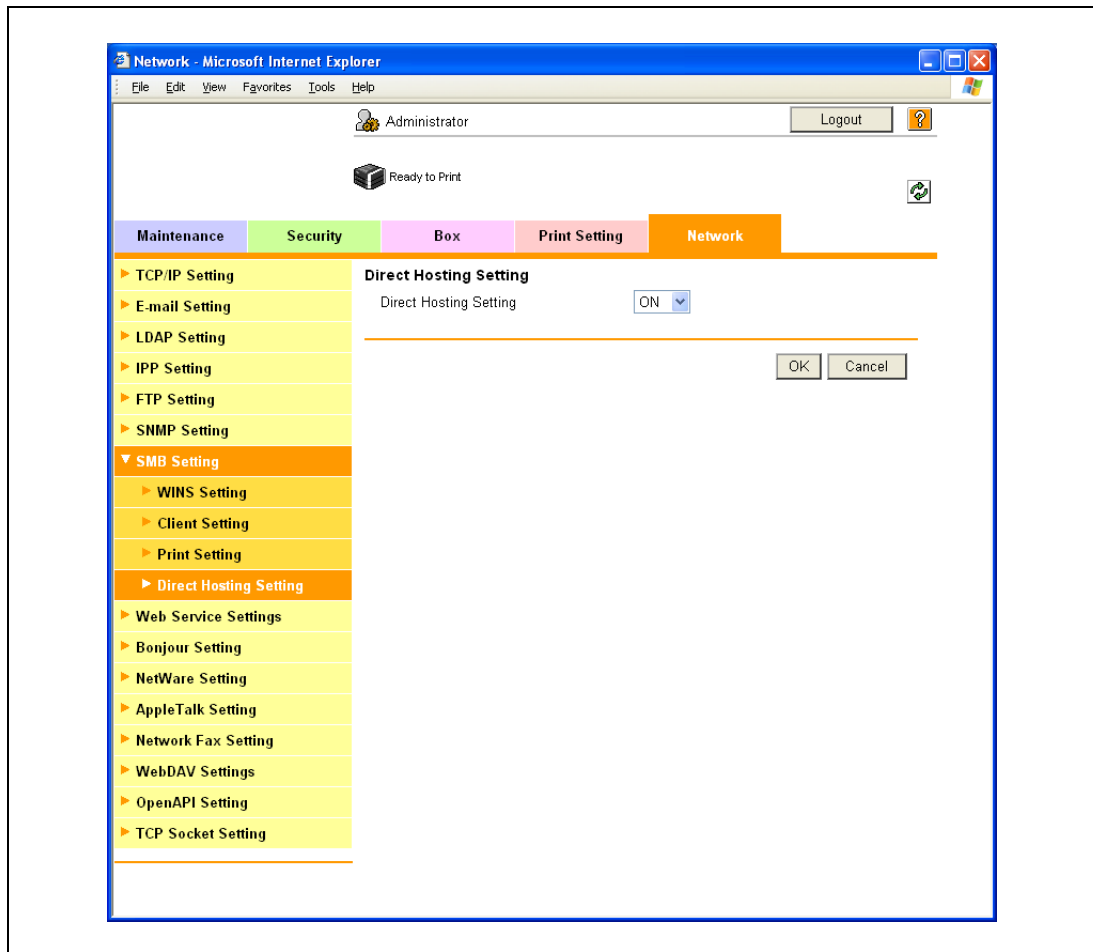 Network - Microsoft Internet Explorer
File Edit View Favorites Tools Help
Administrator
Logout
?
Ready to Print
Maintenance Security Box Print Setting Network
TCP/IP Setting
E-mail Setting
LDAP Setting
IPP Setting
FTP Setting
SNMP Setting
SMB Setting
WINS Setting
Client Setting
Print Setting
Direct Hosting Setting
Web Service Settings
Bonjour Setting
NetWare Setting
AppleTalk Setting
Network Fax Setting
WebDAV Settings
OpenAPI Setting
TCP Socket Setting
Direct Hosting Setting
Direct Hosting Setting ON
OK Cancel